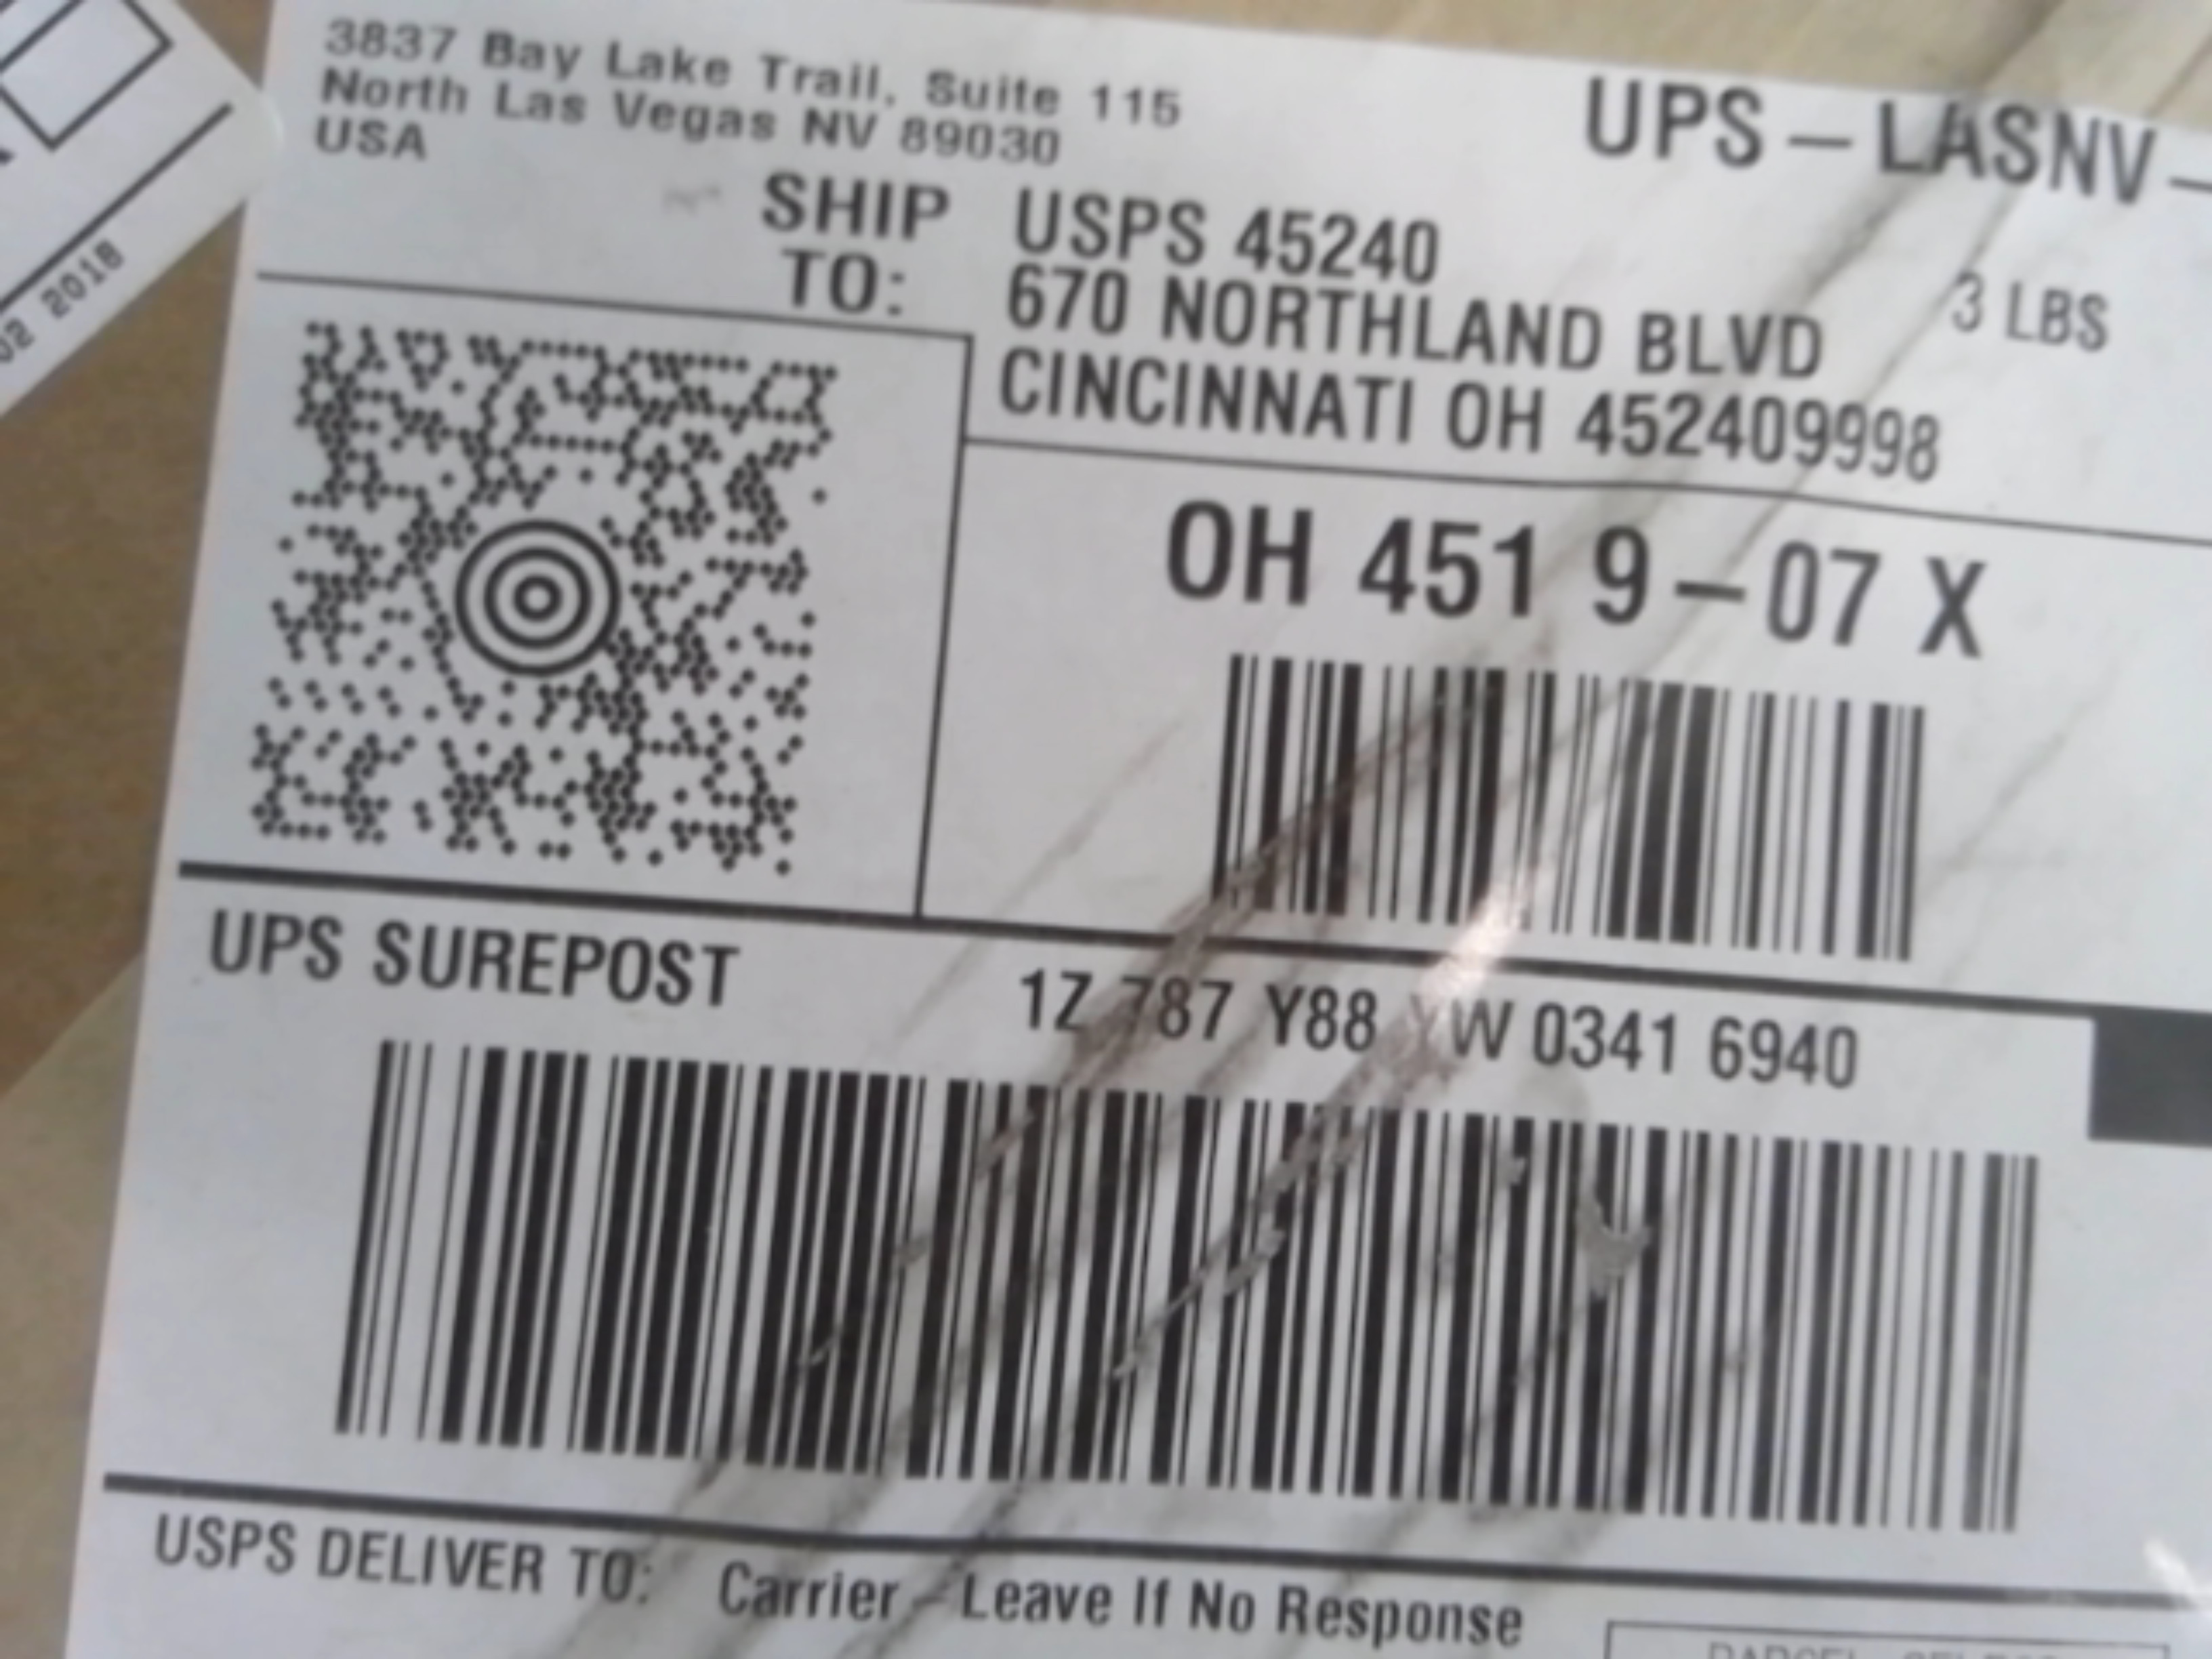 3837 Bay Lake Trail, Suite 115
North Las Vegas NV 89030
USA
UPS – LASNV –
SHIP TO:
USPS 45240
670 NORTHLAND BLVD
CINCINNATI OH 452409998
3 LBS
02 2018
OH 451 9 – 07 X
UPS SUREPOST
1Z 787 Y88 YW 0341 6940
USPS DELIVER TO:
Carrier – Leave If No Response